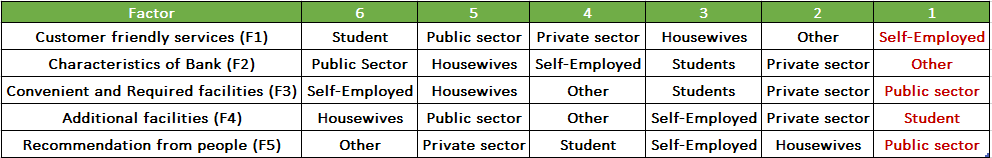 Factor 6 5 4 3 2 1
Customer friendly services (F1) Student Public sector Private sector Housewives Other Self-Employed
Characteristics of Bank (F2) Public Sector Housewives Self-Employed Students Private sector Other
Convenient and Required facilities (F3) Self-Employed Housewives Other Students Private sector Public sector
Additional facilities (F4) Housewives Public sector Other Self-Employed Private sector Student
Recommendation from people (F5) Other Private sector Student Self-Employed Housewives Public sector